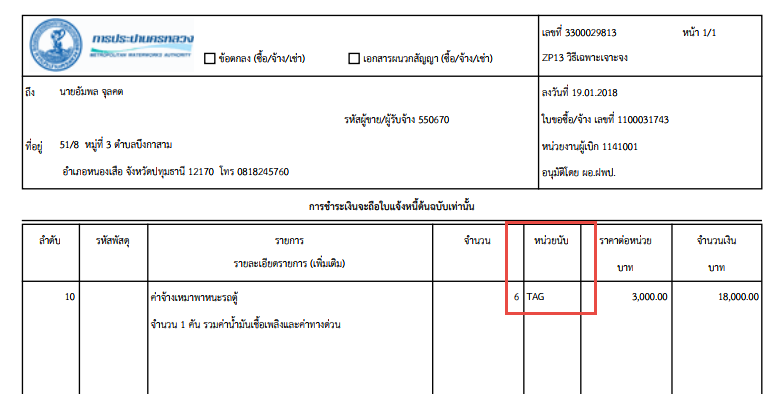 การประปานครหลวง
METROPOLITAN WATERWORKS AUTHORITY
ข้อตกลง (ซื้อ/จ้าง/เช่า) เอกสารผนวกสัญญา (ซื้อ/จ้าง/เช่า)
เลขที่ 3300029813 หน้า 1/1
ZP13 วิธีเฉพาะเจาะจง
ถึง นายอัมพล จุลคต
รหัสผู้ขาย/ผู้รับจ้าง 550670
ที่อยู่ 51/8 หมู่ที่ 3 ตำบลบึงกาสาม
อำเภอหนองเสือ จังหวัดปทุมธานี 12170 โทร 0818245760
ลงวันที่ 19.01.2018
ใบขอซื้อ/จ้าง เลขที่ 1100031743
หน่วยงานผู้เบิก 1141001
อนุมัติโดย ผอ.ฝพป.
การชำระเงินจะถือใบแจ้งหนี้ต้นฉบับเท่านั้น
ลำดับ รหัสพัสดุ รายการ จำนวน หน่วยนับ ราคาต่อหน่วย จำนวนเงิน
รายละเอียดรายการ (เพิ่มเติม) บาท บาท
10 ค่าจ้างเหมาพาหนะรถตู้ 6 TAG 3,000.00 18,000.00
จำนวน 1 คัน รวมค่าน้ำมันเชื้อเพลิงและค่าทางด่วน